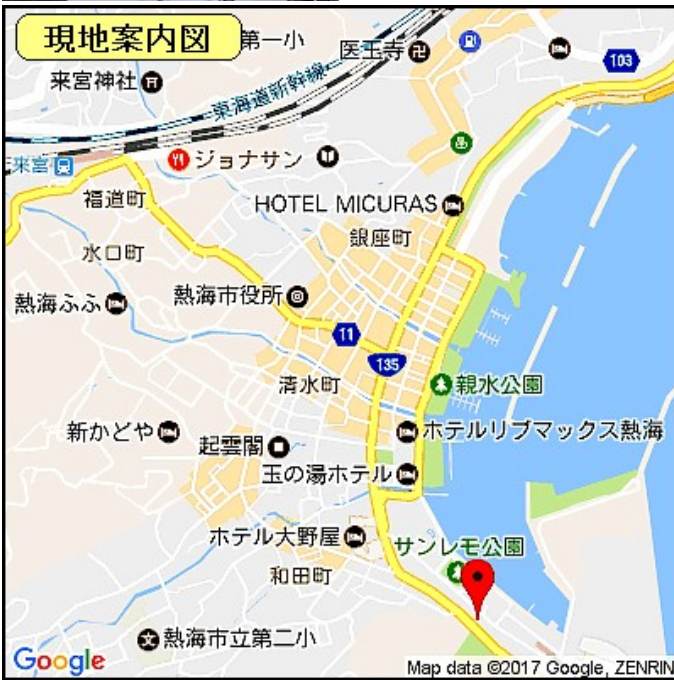 現地案内図
第一小
医王寺
103
来宮神社
東海道新幹線
来宮
ジョナサン
福道町
HOTEL MICURAS
銀座町
水口町
熱海ふふ
熱海市役所
11
135
清水町
親水公園
新かどや
起雲閣
ホテルリブマックス熱海
玉の湯ホテル
ホテル大野屋
サンレモ公園
和田町
熱海市立第二小
Google
Map data ©2017 Google, ZENRIN